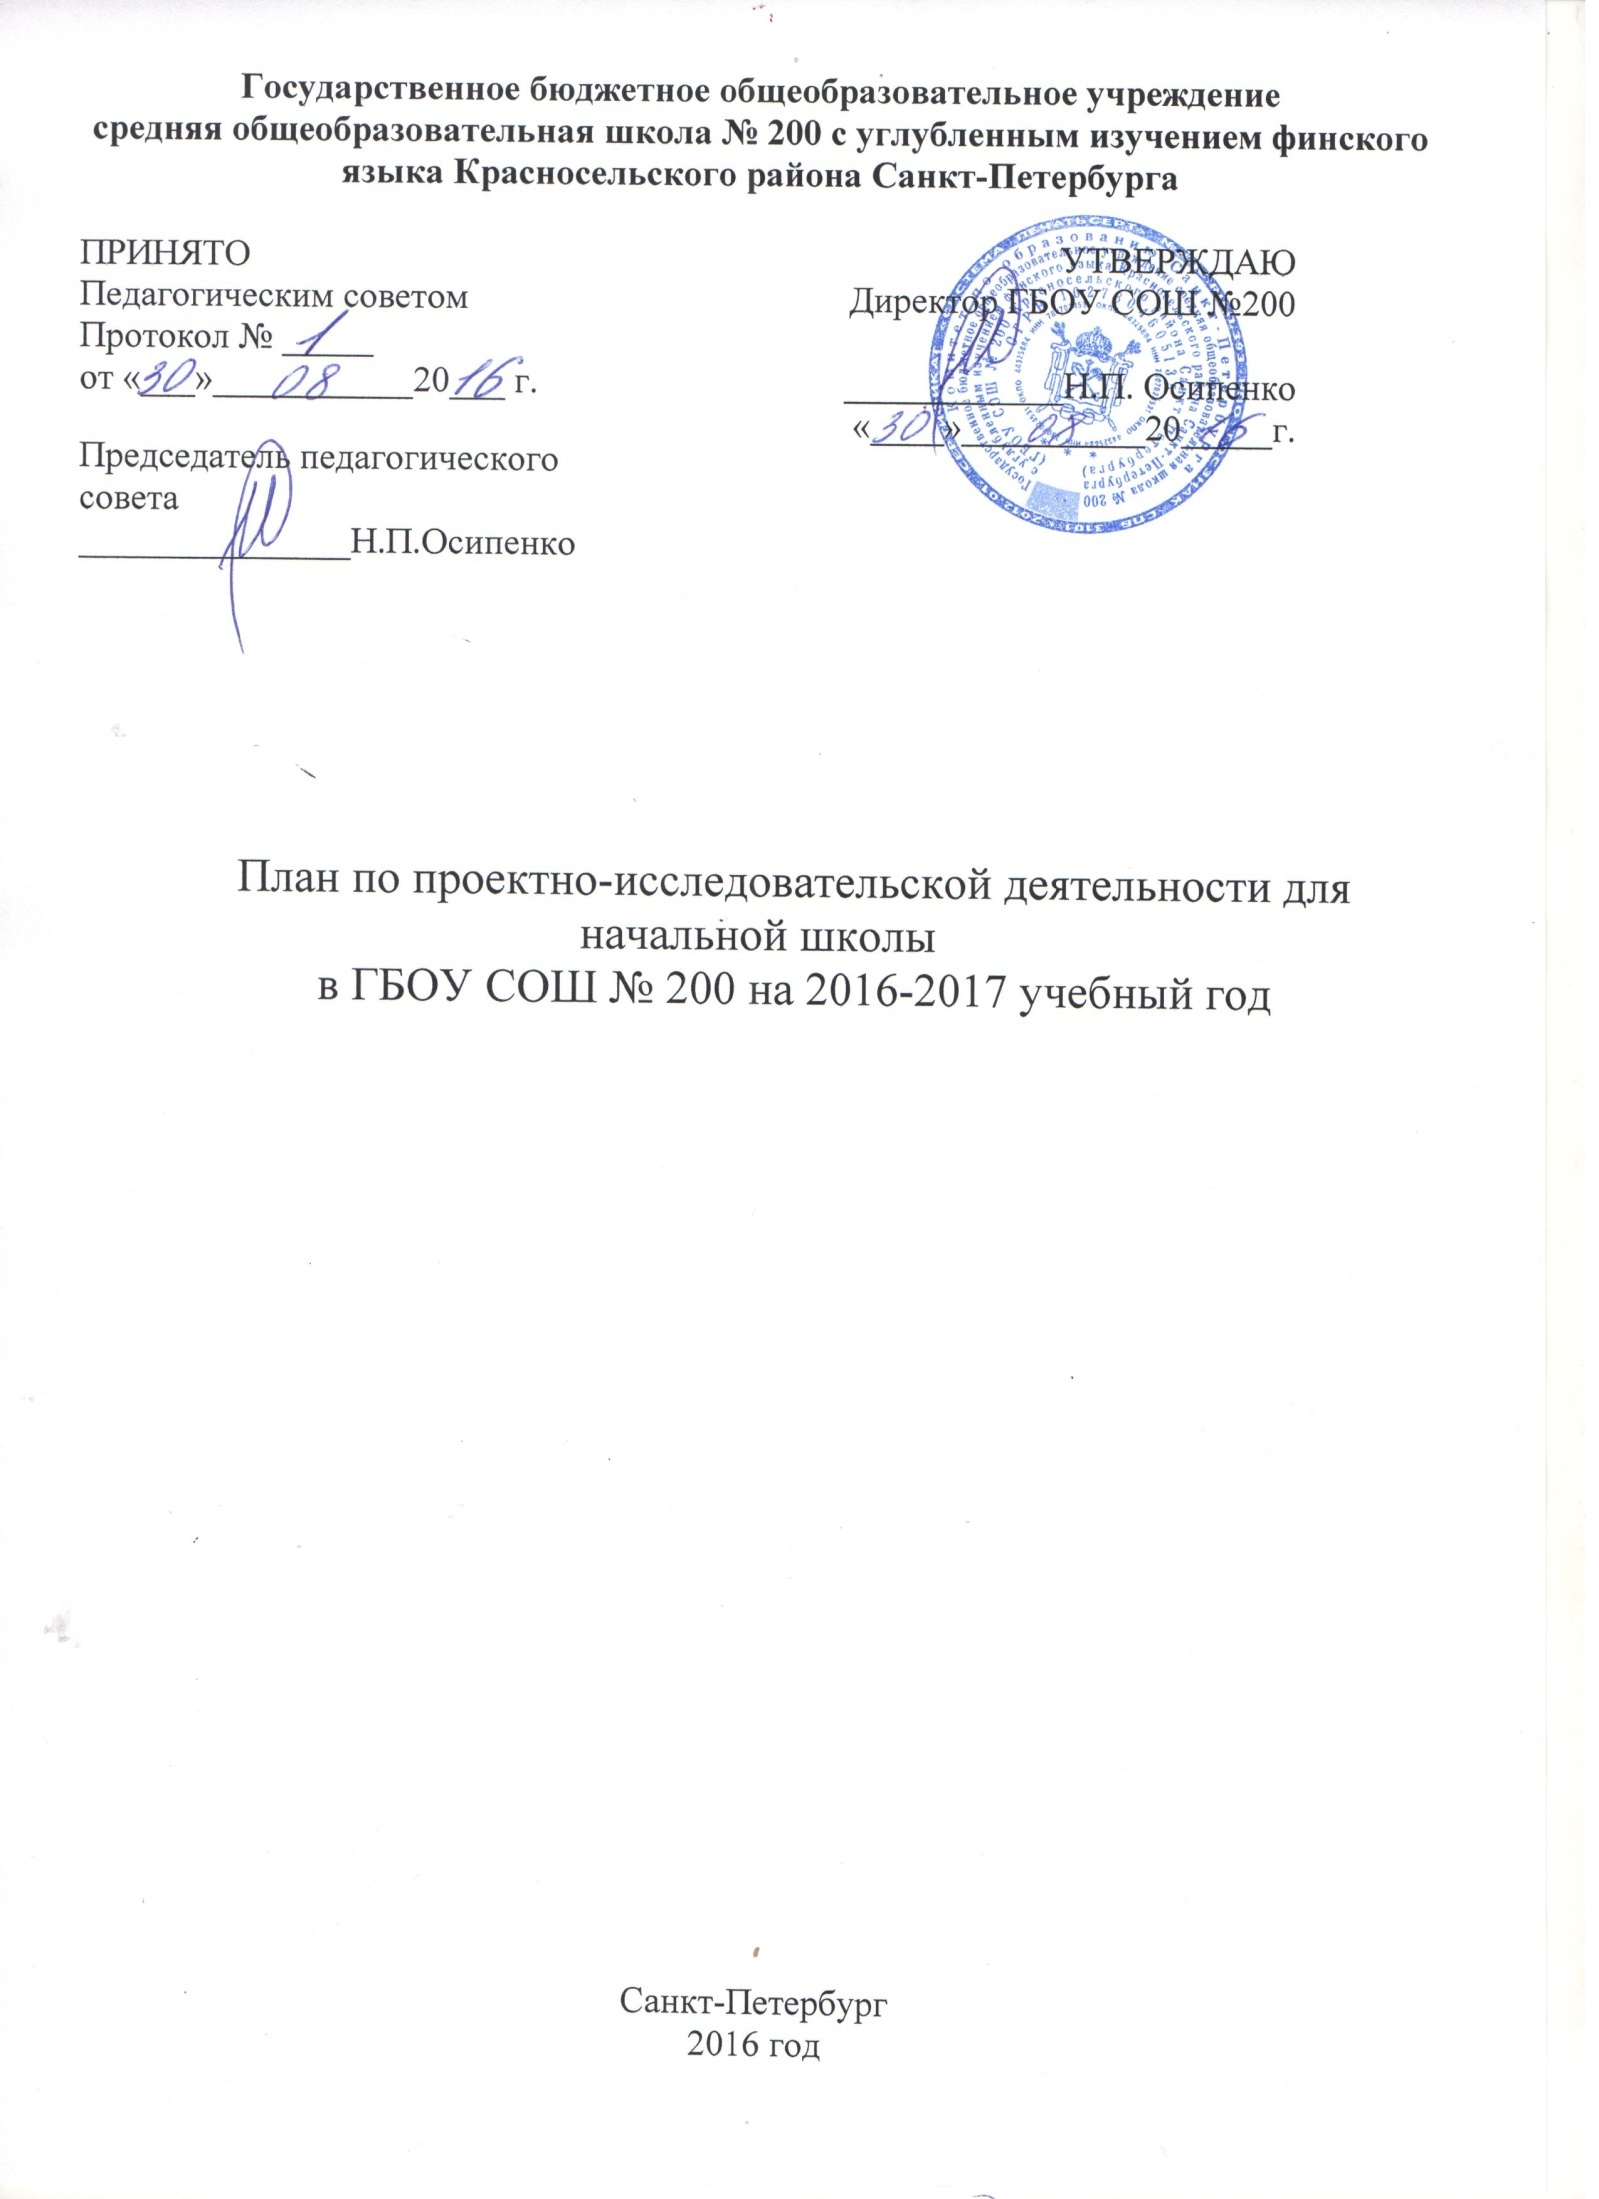 Государственное бюджетное общеобразовательное учреждение
средняя общеобразовательная школа № 200 с углубленным изучением финского
языка Красносельского района Санкт-Петербурга
ПРИНЯТО
Педагогическим советом
Протокол № 1
от «30» 08 2016 г.
Председатель педагогического
совета
Н.П.Осипенко
УТВЕРЖДАЮ
Директор ГБОУ СОШ №200
Н.П. Осипенко
«30» 08 2016 г.
План по проектно-исследовательской деятельности для
начальной школы
в ГБОУ СОШ № 200 на 2016-2017 учебный год
Санкт-Петербург
2016 год